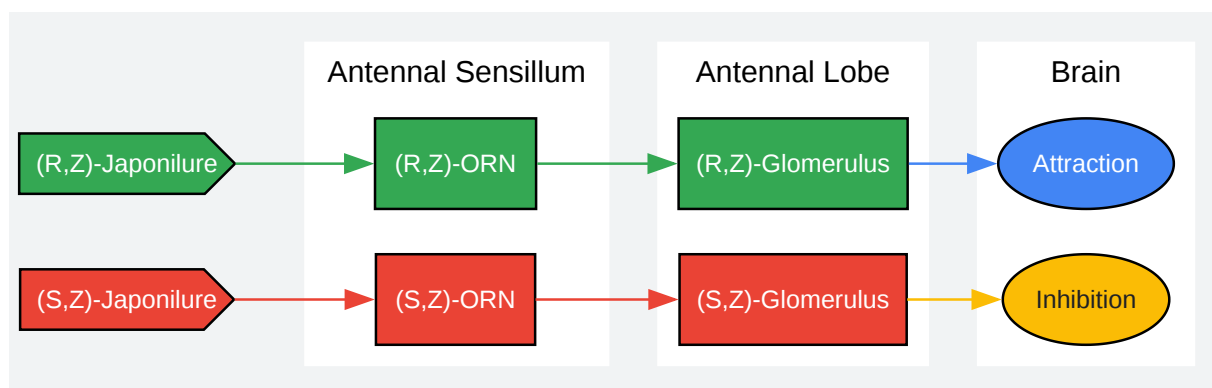 Antennal Sensillum
Antennal Lobe
Brain
(R,Z)-Japonilure
(R,Z)-ORN
(R,Z)-Glomerulus
Attraction
(S,Z)-Japonilure
(S,Z)-ORN
(S,Z)-Glomerulus
Inhibition